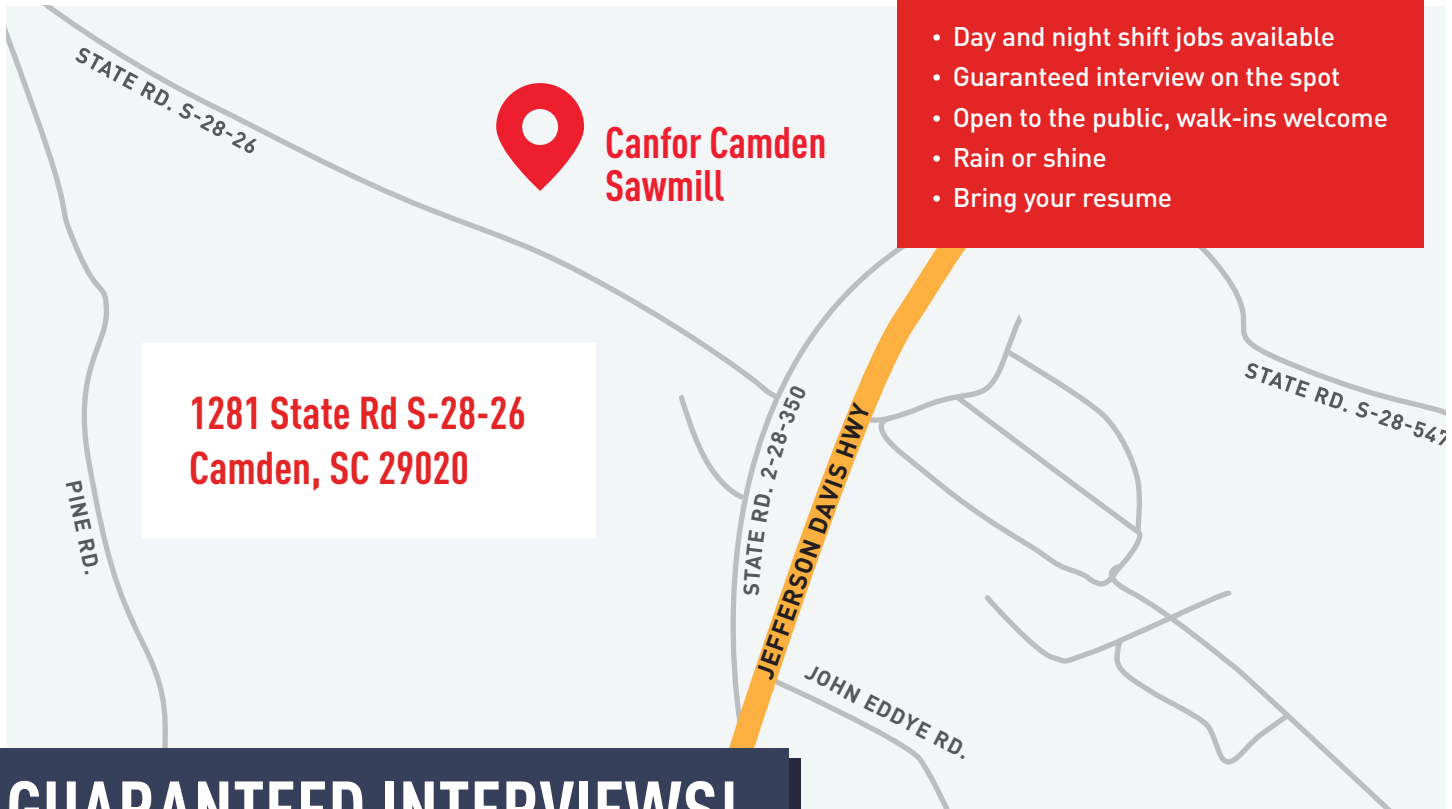 • Day and night shift jobs available
• Guaranteed interview on the spot
• Open to the public, walk-ins welcome
• Rain or shine
• Bring your resume
STATE RD. S-28-26
Canfor Camden
Sawmill
1281 State Rd S-28-26
Camden, SC 29020
PINE RD.
STATE RD. 2-28-350
JEFFERSON DAVIS HWY
STATE RD. S-28-547
JOHN EDDYE RD.
GUARANTEED INTERVIEWS!